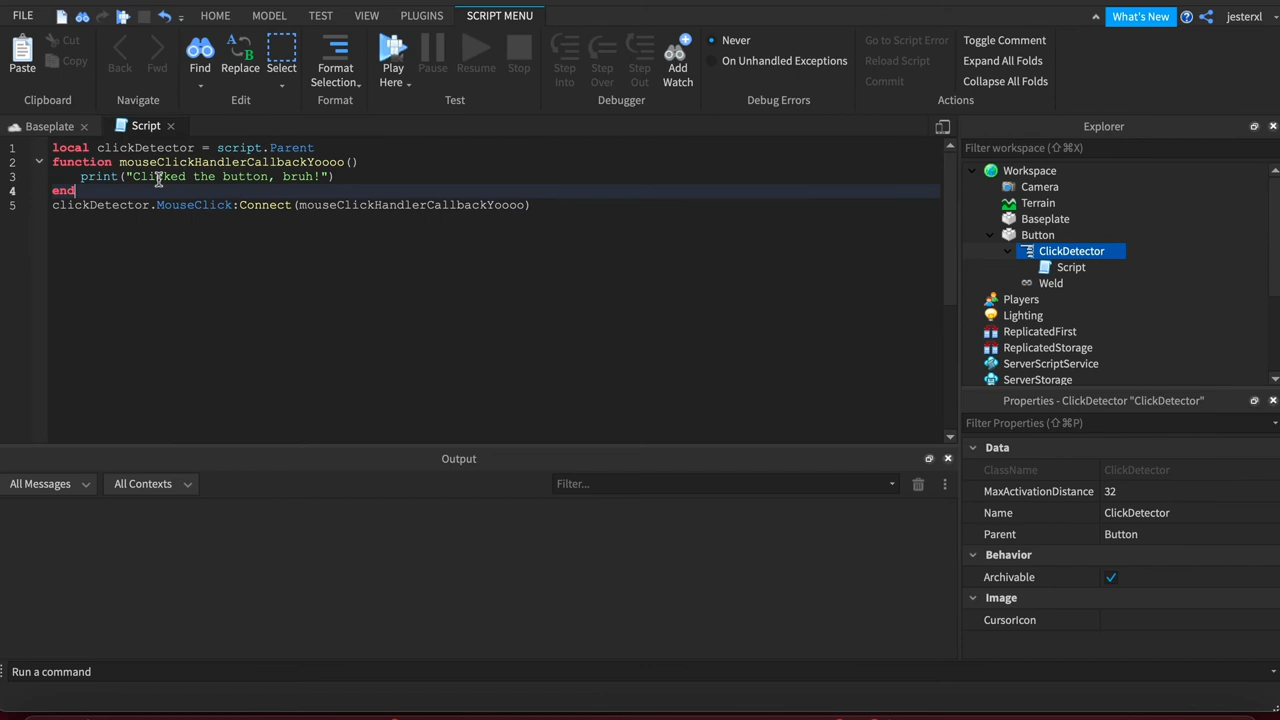 FILE HOME MODEL TEST VIEW PLUGINS SCRIPT MENU What's New jesterxl
Paste Cut Copy Back Fwd Find Replace Select Format Selection Play Here Pause Resume Stop Step Into Step Over Step Out Add Watch Never On Unhandled Exceptions Go to Script Error Reload Script Commit Toggle Comment Expand All Folds Collapse All Folds
Clipboard Navigate Edit Format Test Debugger Debug Errors Actions
Baseplate Script
1 local clickDetector = script.Parent
2 function mouseClickHandlerCallbackYoooo()
3 print("Clicked the button, bruh!")
4 end
5 clickDetector.MouseClick:Connect(mouseClickHandlerCallbackYoooo)
Explorer
Filter workspace (⇧⌘X)
Workspace
Camera
Terrain
Baseplate
Button
ClickDetector
Script
Weld
Players
Lighting
ReplicatedFirst
ReplicatedStorage
ServerScriptService
ServerStorage
Properties - ClickDetector "ClickDetector"
Filter Properties (⇧⌘P)
Data
ClassName ClickDetector
MaxActivationDistance 32
Name ClickDetector
Parent Button
Behavior
Archivable
Image
CursorIcon
Output
All Messages All Contexts Filter...
Run a command